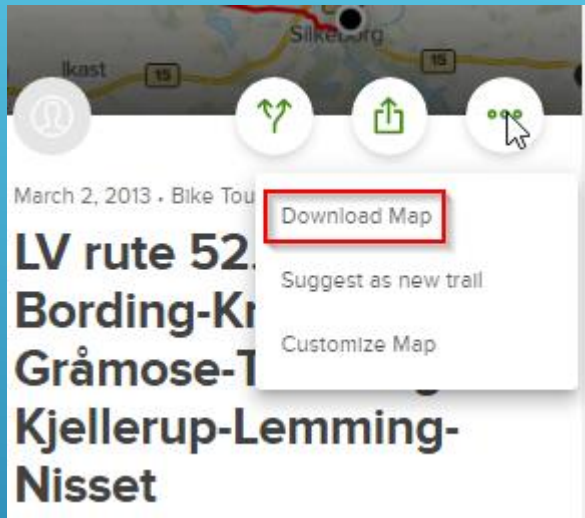 Silkeborg
Ikast
15
15
March 2, 2013 • Bike Tou
Download Map
LV rute 52.
Suggest as new trail
Bording-Kr
Customize Map
Gråmose-T
Kjellerup-Lemming-
Nisset